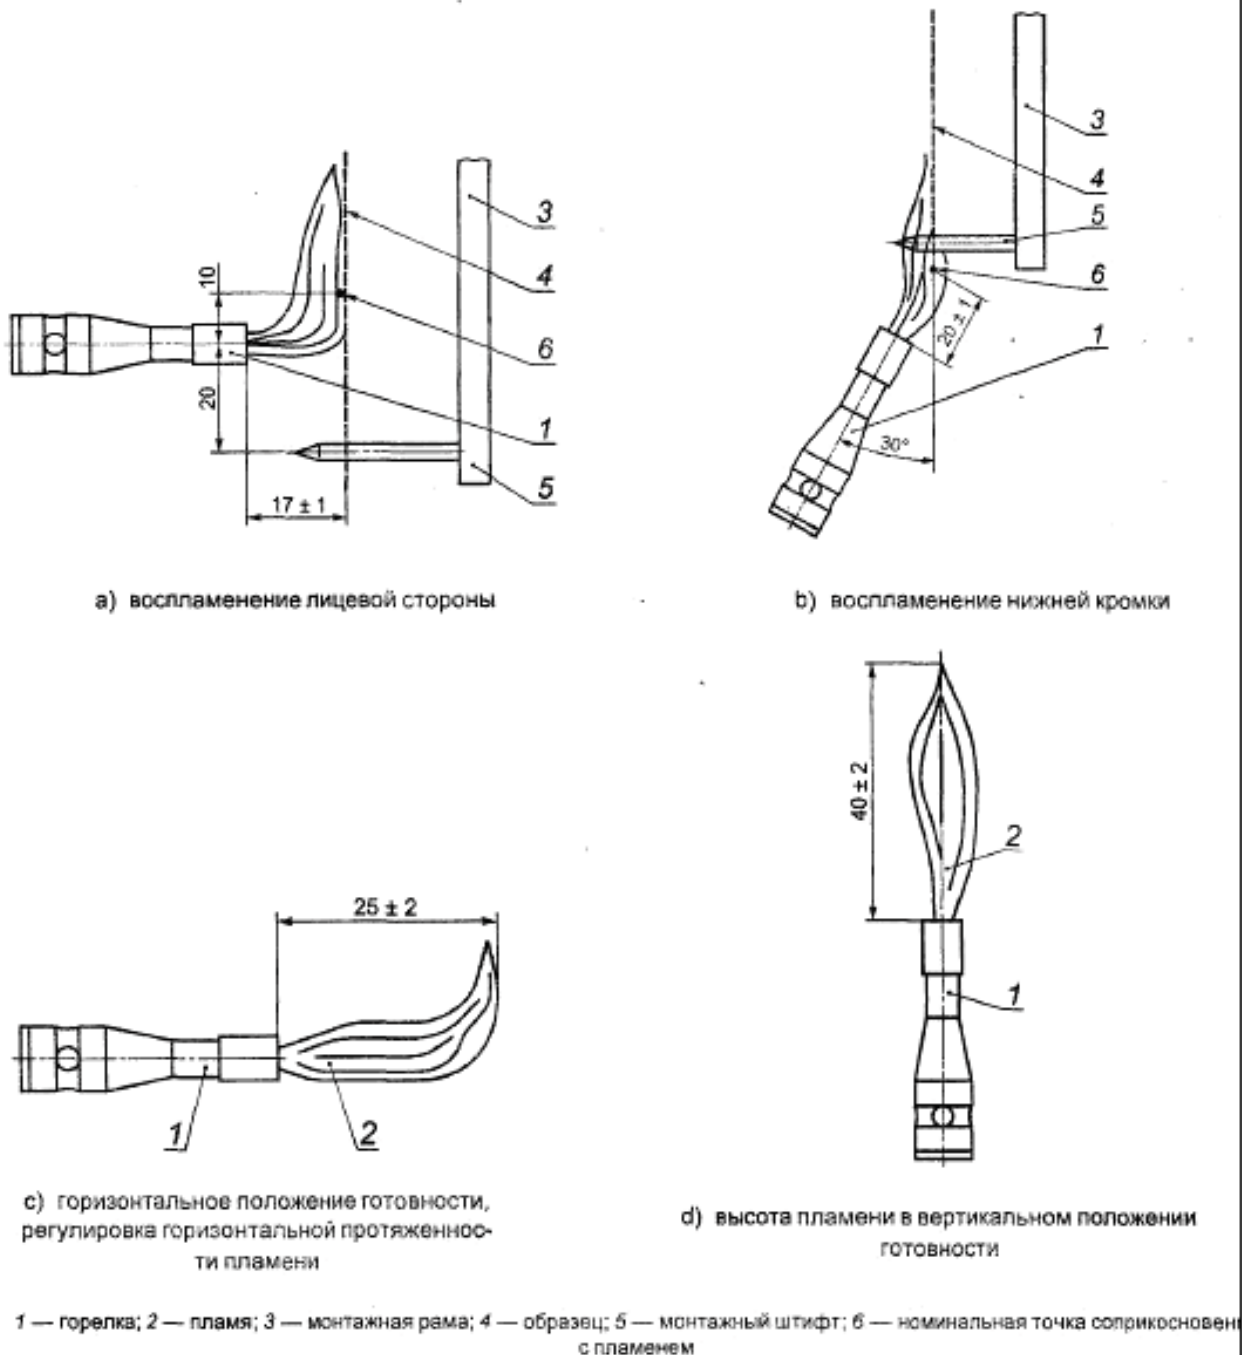 3
4
6
1
5
10
20
17 ± 1
3
4
5
6
1
20 ± 1
30°
а) воспламенение лицевой стороны
b) воспламенение нижней кромки
25 ± 2
1
2
40 ± 2
2
1
с) горизонтальное положение готовности,
регулировка горизонтальной протяженнос-
ти пламени
d) высота пламени в вертикальном положении
готовности
1 — горелка; 2 — пламя; 3 — монтажная рама; 4 — образец; 5 — монтажный штифт; 6 — номинальная точка
с пламенем